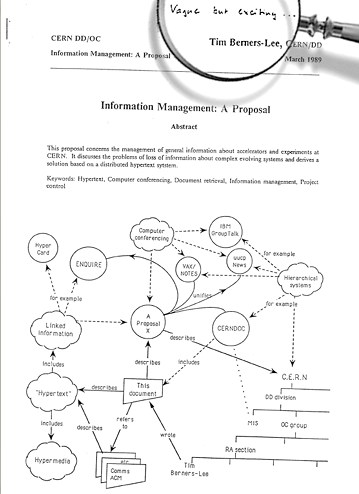 Vague but exciting ...
CERN DD/OC
Tim Berners-Lee, CERN/DD
Information Management: A Proposal
March 1989
Information Management: A Proposal
Abstract
This proposal concerns the management of general information about accelerators and experiments at
CERN. It discusses the problems of loss of information about complex evolving systems and derives a
solution based on a distributed hypertext system.
Keywords: Hypertext, Computer conferencing, Document retrieval, Information management, Project
control
IBM
GroupTalk
Computer
conferencing
Hyper
Card
ENQUIRE
VAX/
NOTES
uucp
News
for example
Hierarchical
systems
unifies
for example
for example
A
Proposal
X
CERNDOC
Linked
information
describes
includes
describes
includes
C.E.R.N
DD division
"Hypertext"
describes
This
document
refers
to
MIS
OC group
includes
describes
wrote
RA section
Hypermedia
etc
Comms
ACM
Tim
Berners-Lee